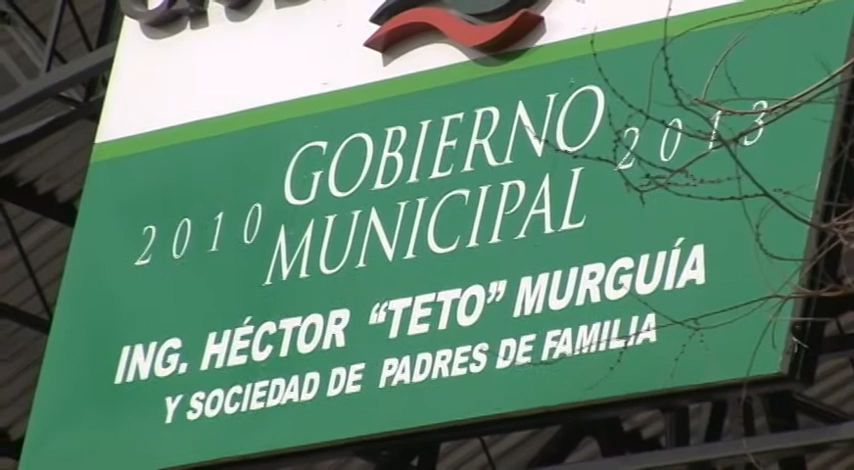 2010 GOBIERNO MUNICIPAL 2013
ING. HÉCTOR “TETO” MURGUÍA
Y SOCIEDAD DE PADRES DE FAMILIA